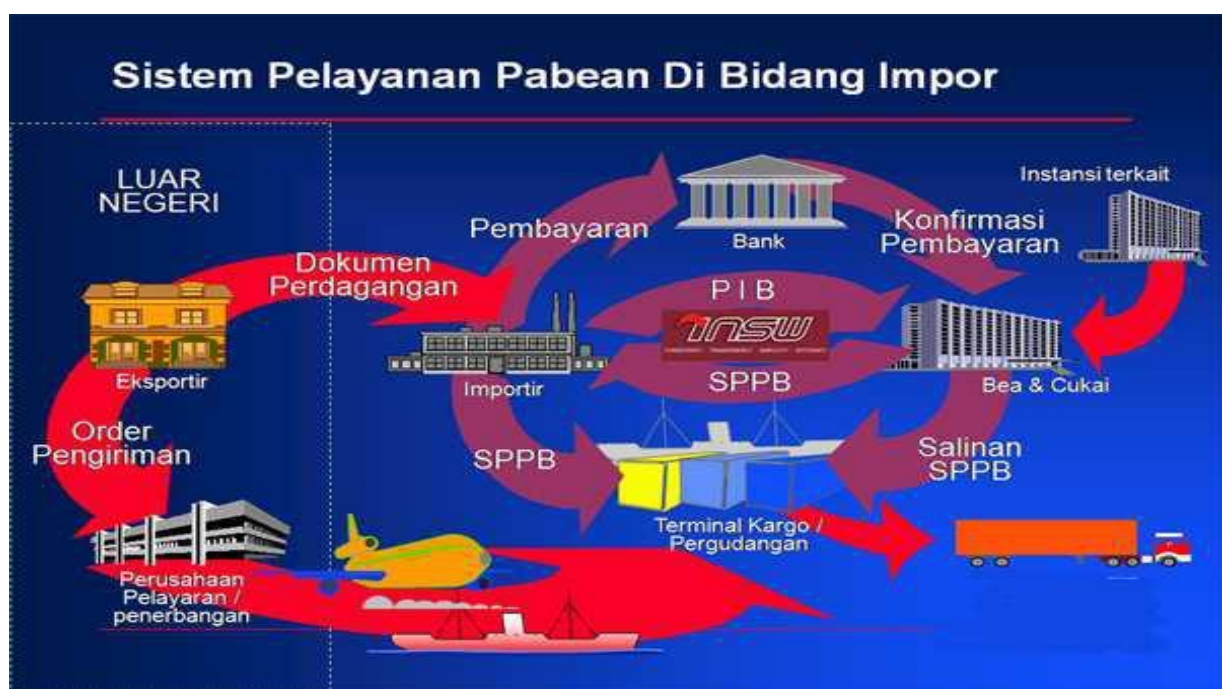 Sistem Pelayanan Pabean Di Bidang Impor
LUAR
NEGERI
Instansi terkait
Pembayaran
Bank
Konfirmasi
Pembayaran
Dokumen
Perdagangan
P I B
INSW
SPPB
Eksportir
Importir
Bea & Cukai
Order
Pengiriman
SPPB
Salinan
SPPB
Terminal Kargo /
Pergudangan
Perusahaan
Pelayaran /
penerbangan